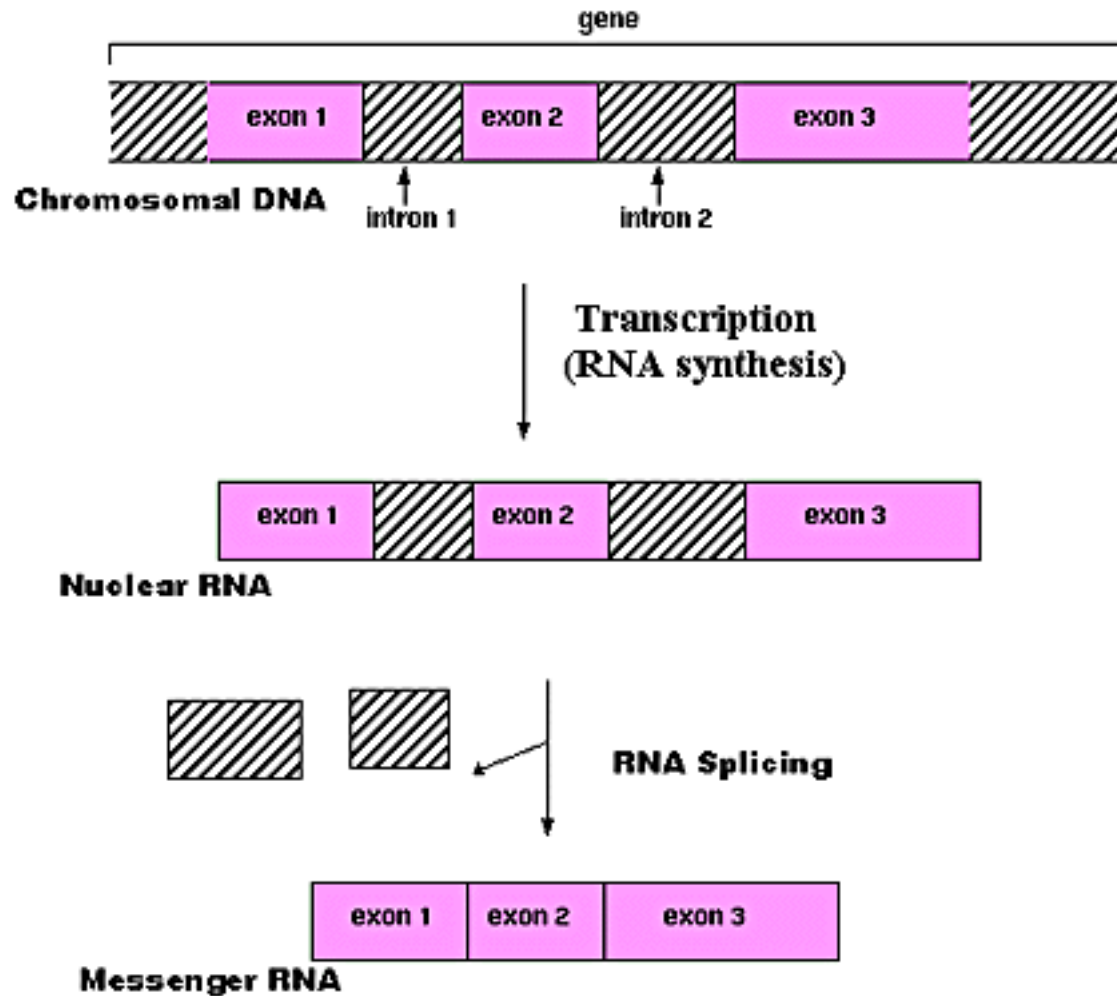 gene
exon 1
exon 2
exon 3
Chromosomal DNA
intron 1
intron 2
Transcription
(RNA synthesis)
exon 1
exon 2
exon 3
Nuclear RNA
RNA Splicing
exon 1
exon 2
exon 3
Messenger RNA